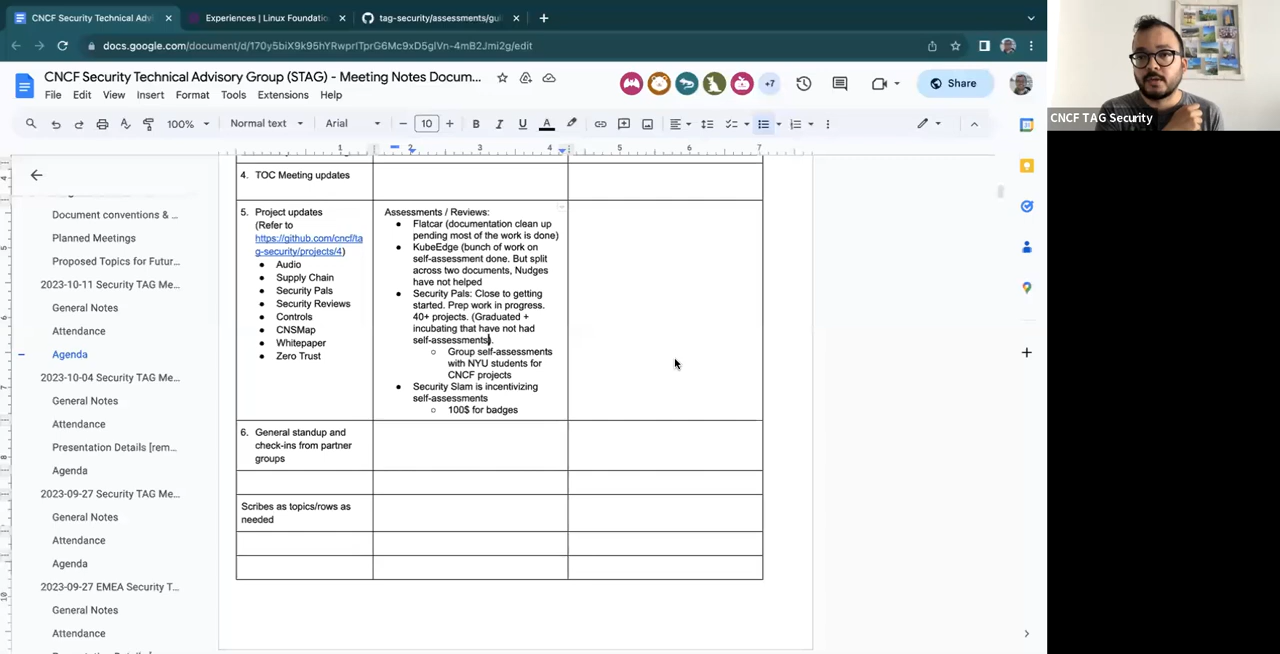 CNCF Security Technical Adv
Experiences | Linux Foundatio
tag-security/assessments/gui
docs.google.com/document/d/170y5biX9k95hYRwprITprG6Mc9xD5gIVn-4mB2Jmi2g/edit
CNCF Security Technical Advisory Group (STAG) - Meeting Notes Docum...
File Edit View Insert Format Tools Extensions Help
+7
Share
100% Normal text Arial 10 B I U A
CNCF TAG Security
1 2 3 4 5 6 7
Document conventions & ...
Planned Meetings
Proposed Topics for Futur...
2023-10-11 Security TAG Me...
General Notes
Attendance
Agenda
2023-10-04 Security TAG Me...
General Notes
Attendance
Presentation Details [rem...
Agenda
2023-09-27 Security TAG Me...
General Notes
Attendance
Agenda
2023-09-27 EMEA Security T...
General Notes
Attendance
4. TOC Meeting updates
5. Project updates
(Refer to
https://github.com/cncf/ta
g-security/projects/4)
● Audio
● Supply Chain
● Security Pals
● Security Reviews
● Controls
● CNSMap
● Whitepaper
● Zero Trust
Assessments / Reviews:
● Flatcar (documentation clean up
pending most of the work is done)
● KubeEdge (bunch of work on
self-assessment done. But split
across two documents, Nudges
have not helped
● Security Pals: Close to getting
started. Prep work in progress.
40+ projects. (Graduated +
incubating that have not had
self-assessments).
○ Group self-assessments
with NYU students for
CNCF projects
● Security Slam is incentivizing
self-assessments
○ 100$ for badges
6. General standup and
check-ins from partner
groups
Scribes as topics/rows as
needed